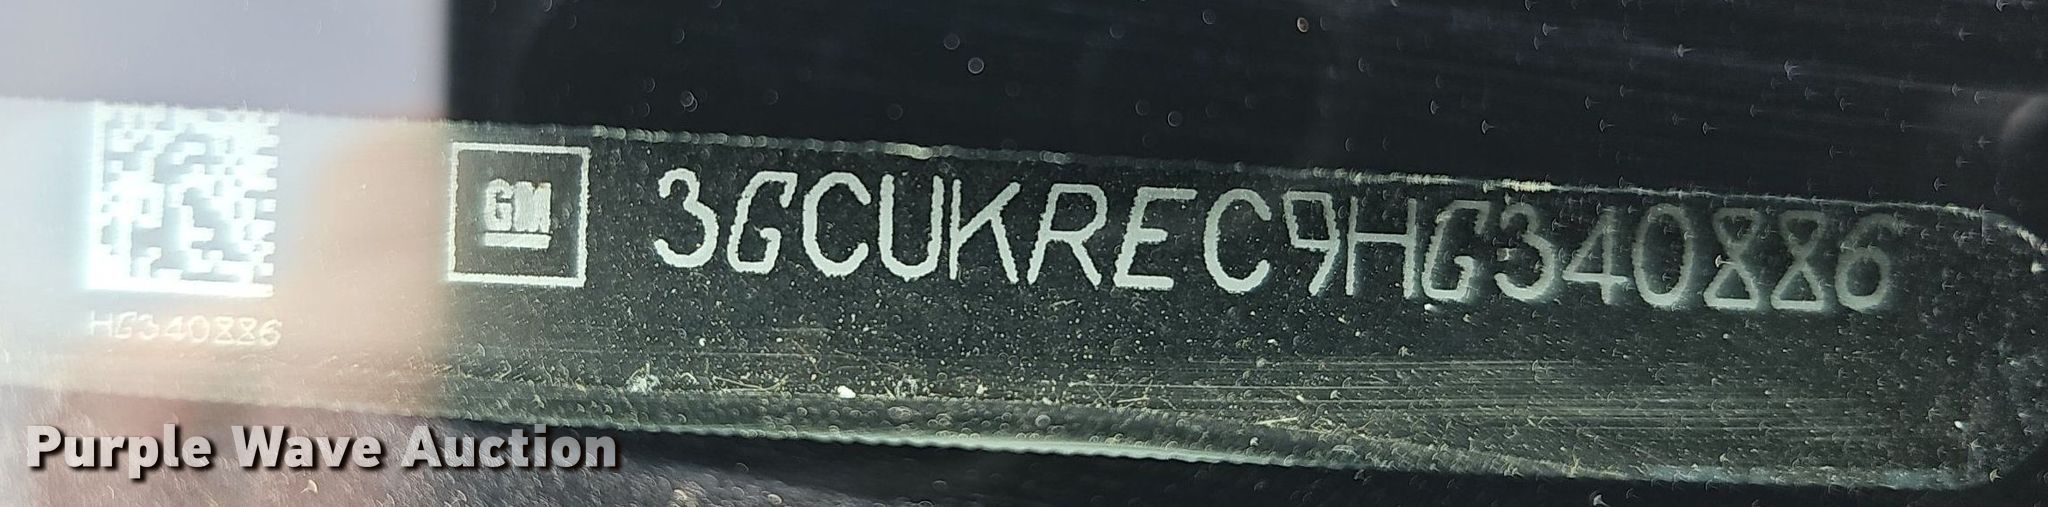 GM 3GCUKREC9HG340886
HG340886
Purple Wave Auction